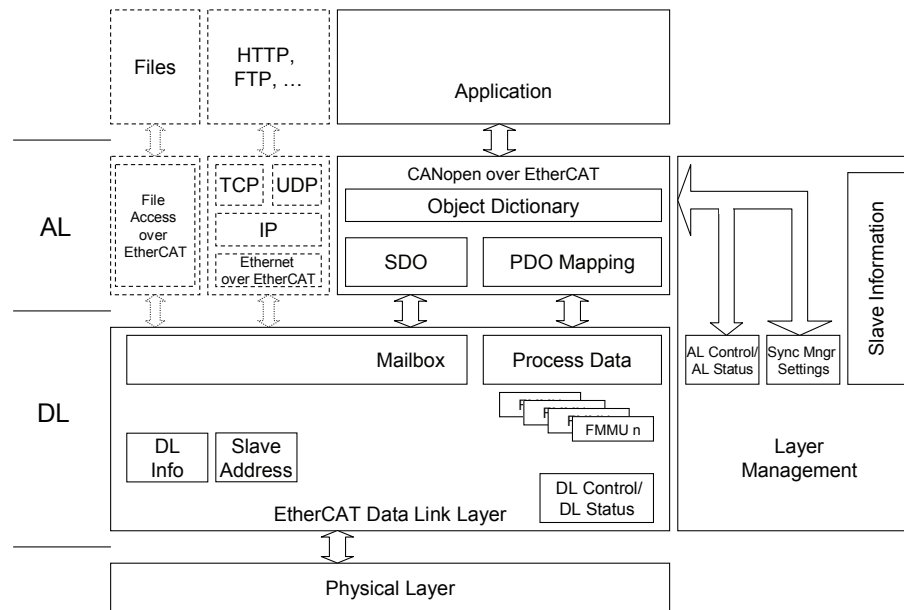 Files
HTTP,
FTP, …
Application
AL
File
Access
over
EtherCAT
TCP
UDP
IP
Ethernet
over EtherCAT
CANopen over EtherCAT
Object Dictionary
SDO
PDO Mapping
Slave Information
AL Control/
AL Status
Sync Mngr
Settings
Layer
Management
DL
Mailbox
Process Data
FMMU n
DL
Info
Slave
Address
DL Control/
DL Status
EtherCAT Data Link Layer
Physical Layer